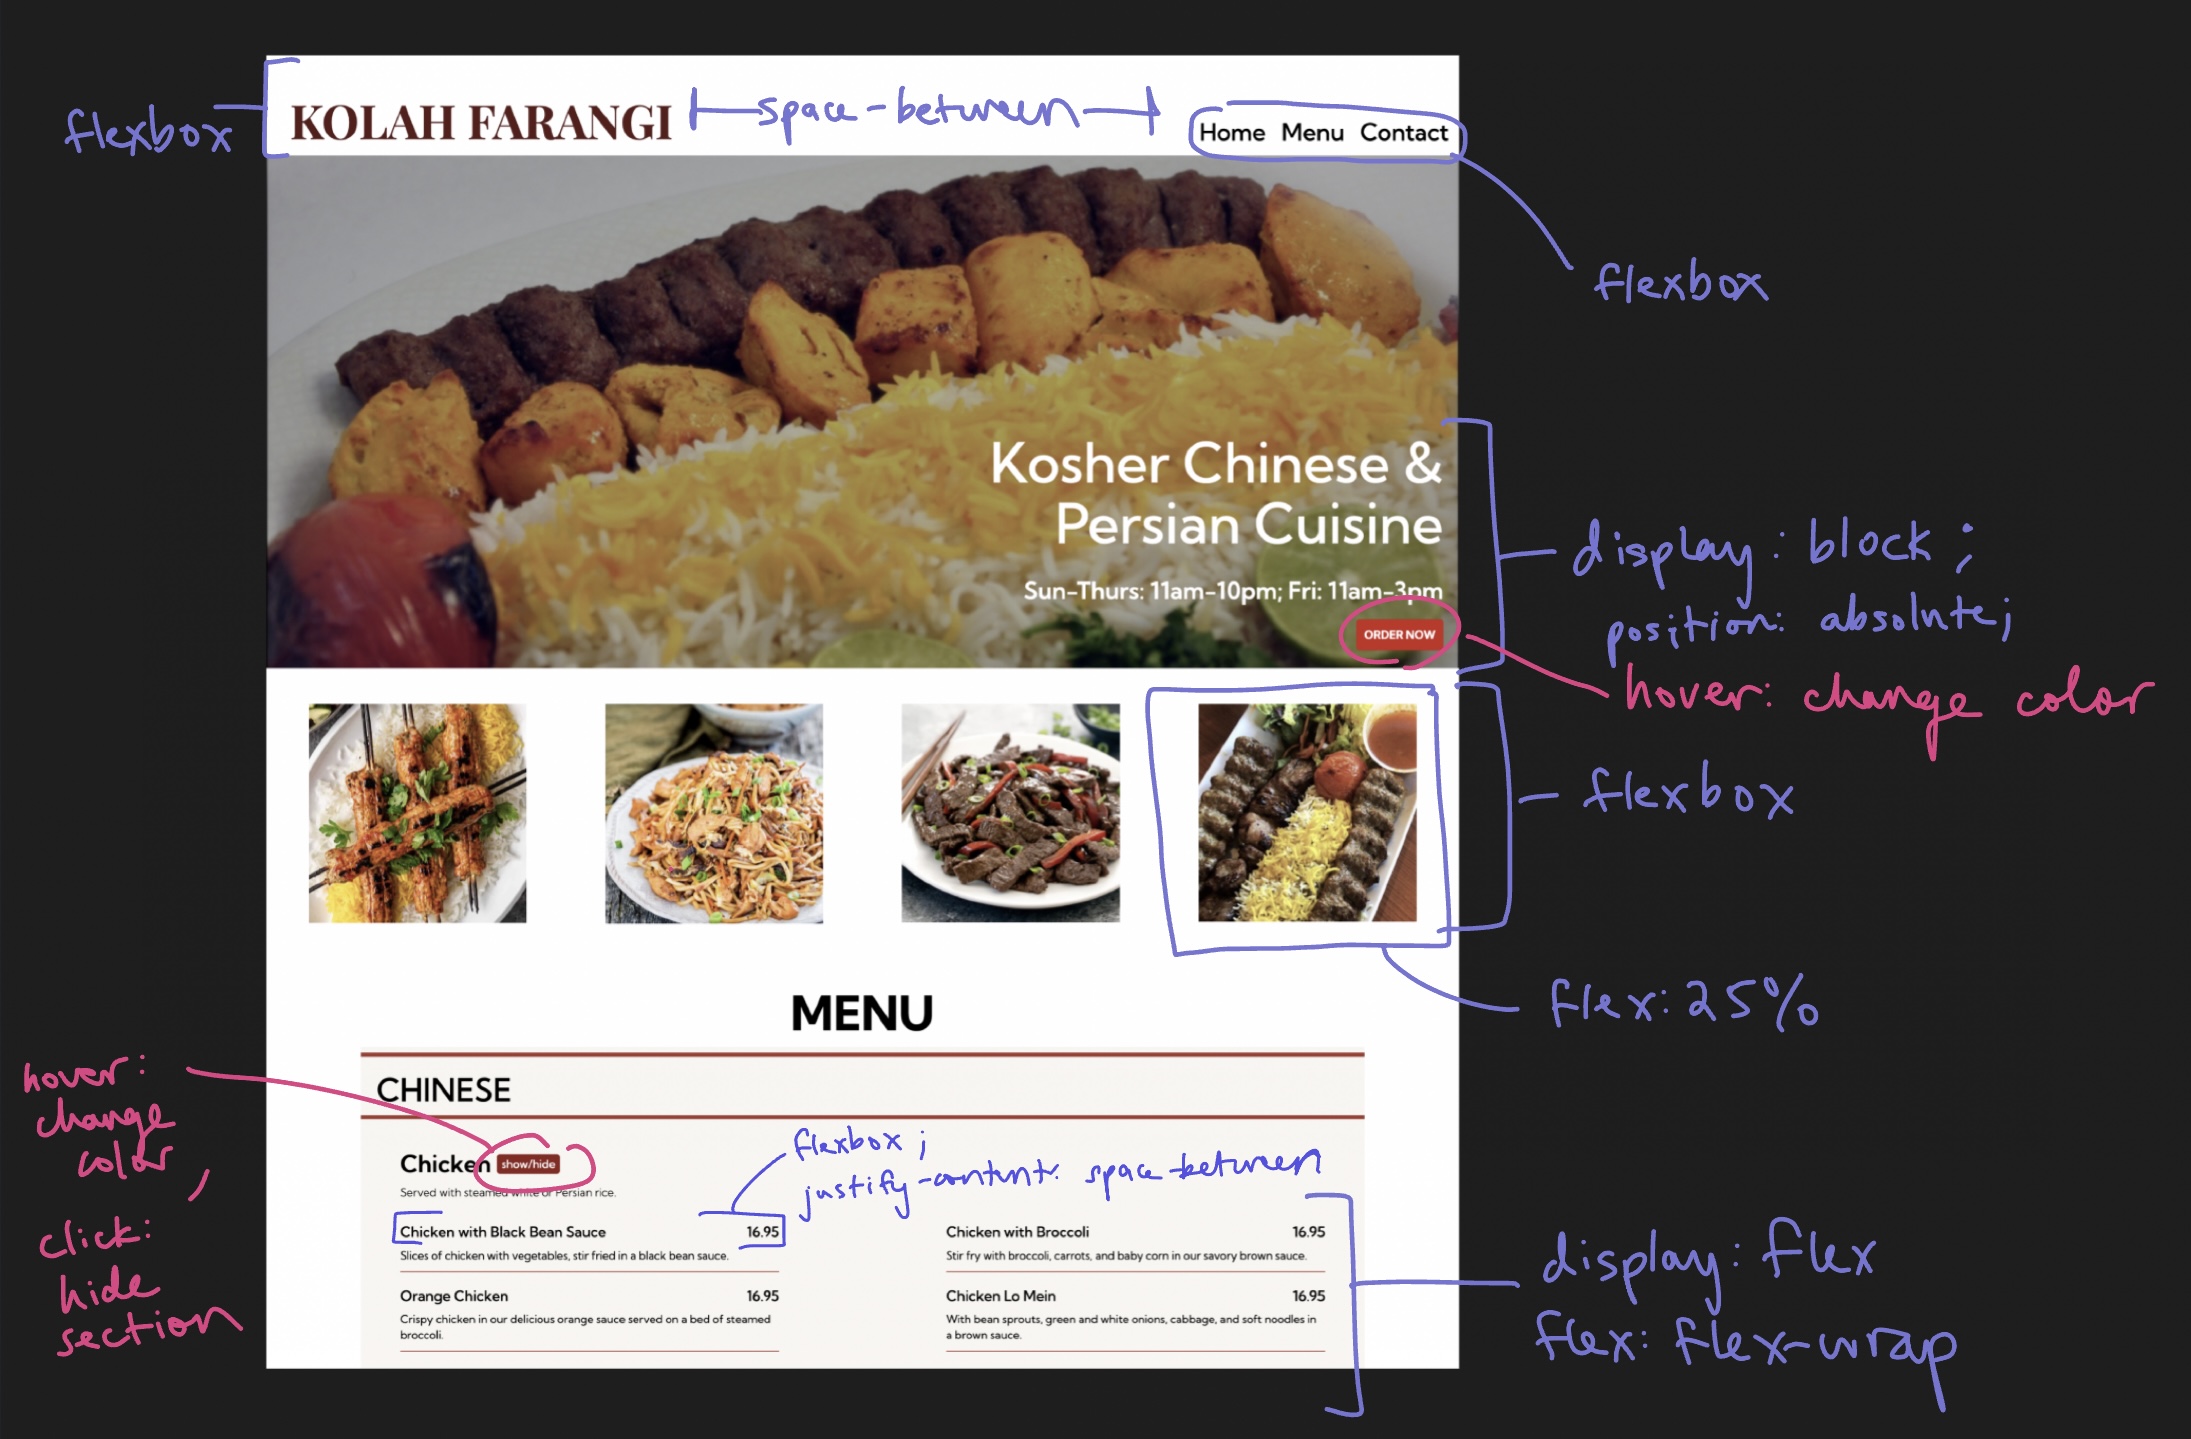 flexbox
KOLAH FARANGI
space-between
Home Menu Contact
flexbox
Kosher Chinese &
Persian Cuisine
Sun-Thurs: 11am-10pm; Fri: 11am-3pm
ORDER NOW
display: block;
position: absolute;
hover: change color
flexbox
flex: 25%
MENU
CHINESE
hover:
change
color,
click:
hide
section
Chicken show/hide
Served with steamed white or Persian rice.
flexbox;
justify-content: space-between
Chicken with Black Bean Sauce 16.95
Slices of chicken with vegetables, stir fried in a black bean sauce.
Orange Chicken 16.95
Crispy chicken in our delicious orange sauce served on a bed of steamed
broccoli.
Chicken with Broccoli 16.95
Stir fry with broccoli, carrots, and baby corn in our savory brown sauce.
Chicken Lo Mein 16.95
With bean sprouts, green and white onions, cabbage, and soft noodles in
a brown sauce.
display: flex
flex: flex-wrap